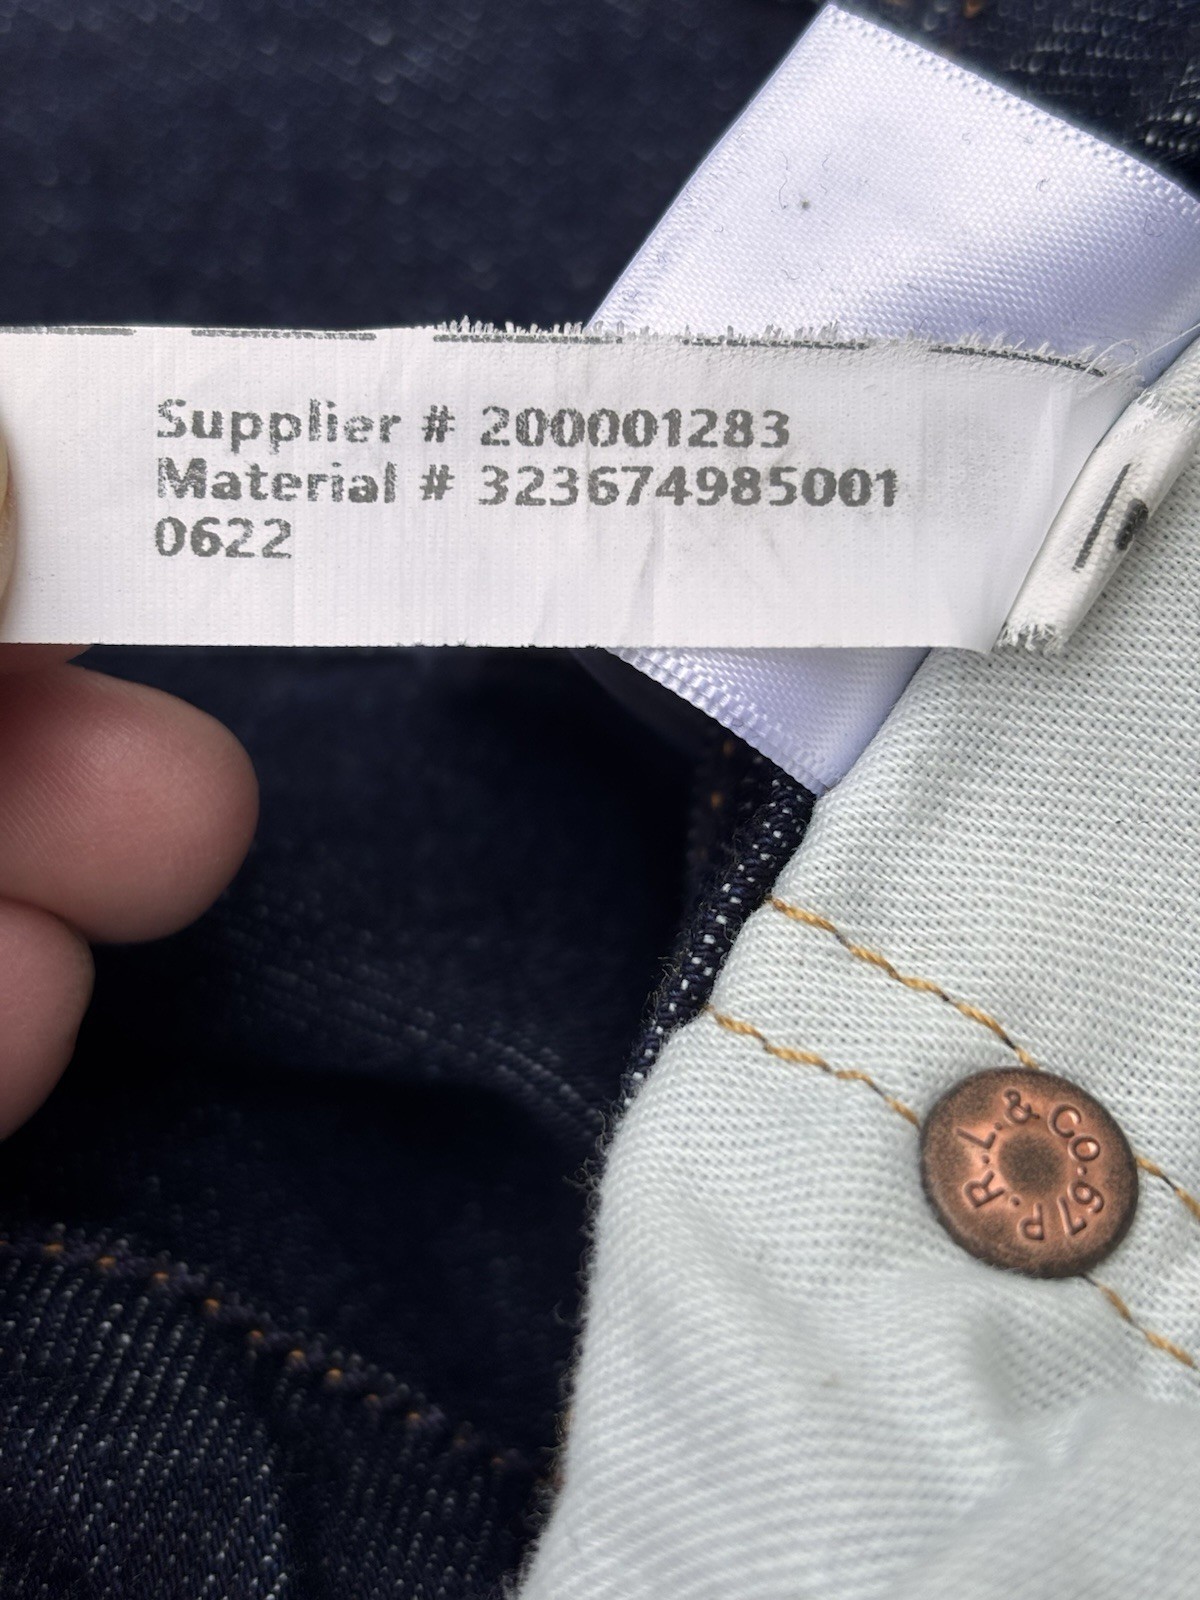 Supplier # 200001283
Material # 323674985001
0622
P.R.L.& Co. 67